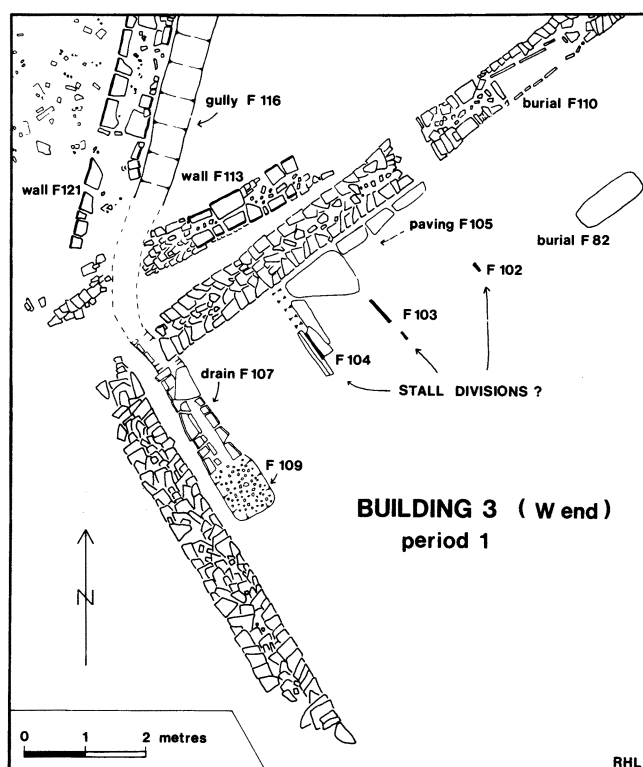 gully F 116
burial F110
wall F113
wall F121
paving F105
burial F 82
F 102
F 103
F 104
STALL DIVISIONS ?
drain F 107
F 109
BUILDING 3 ( W end )
period 1
N
0 1 2 metres
RHL